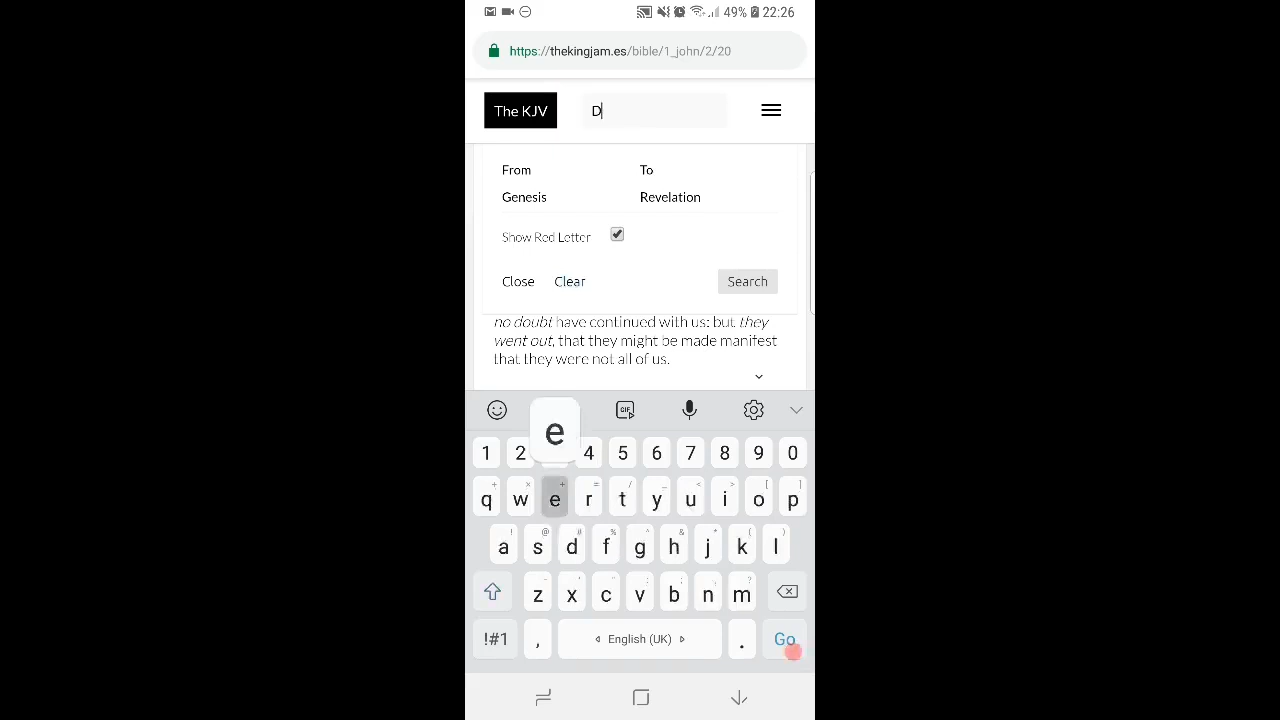 49% 22:26
https://thekingjam.es/bible/1_john/2/20
The KJV D
From To
Genesis Revelation
Show Red Letter
Close Clear Search
no doubt have continued with us: but they
went out, that they might be made manifest
that they were not all of us.
GIF
e
1 2 4 5 6 7 8 9 0
q w e r t y u i o p
a s d f g h j k l
z x c v b n m
!#1 , English (UK) . Go